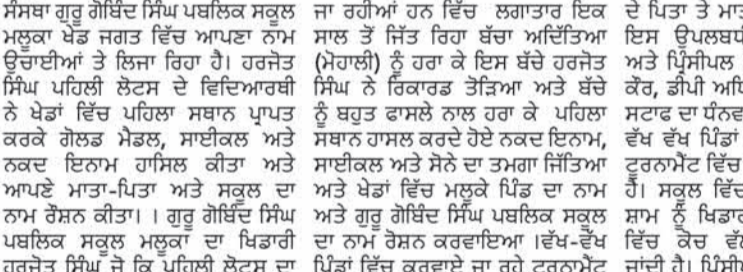 ਸੰਸਥਾ ਗੁਰੂ ਗੋਬਿੰਦ ਸਿੰਘ ਪਬਲਿਕ ਸਕੂਲ
ਮਲੂਕਾ ਖੇਡ ਜਗਤ ਵਿੱਚ ਆਪਣਾ ਨਾਮ
ਉਚਾਈਆਂ ਤੇ ਲਿਜਾ ਰਿਹਾ ਹੈ। ਹਰਜੋਤ
ਸਿੰਘ ਪਹਿਲੀ ਲੋਟਸ ਦੇ ਵਿਦਿਆਰਥੀ
ਨੇ ਖੇਡਾਂ ਵਿੱਚ ਪਹਿਲਾ ਸਥਾਨ ਪ੍ਰਾਪਤ
ਕਰਕੇ ਗੋਲਡ ਮੈਡਲ, ਸਾਈਕਲ ਅਤੇ
ਨਕਦ ਇਨਾਮ ਹਾਸਿਲ ਕੀਤਾ ਅਤੇ
ਆਪਣੇ ਮਾਤਾ-ਪਿਤਾ ਅਤੇ ਸਕੂਲ ਦਾ
ਨਾਮ ਰੌਸ਼ਨ ਕੀਤਾ। । ਗੁਰੂ ਗੋਬਿੰਦ ਸਿੰਘ
ਪਬਲਿਕ ਸਕੂਲ ਮਲੂਕਾ ਦਾ ਖਿਡਾਰੀ
ਹਰਜੋਤ ਸਿੰਘ ਜੋ ਕਿ ਪਹਿਲੀ ਲੋਟਸ ਦਾ
ਜਾ ਰਹੀਆਂ ਹਨ ਵਿੱਚ ਲਗਾਤਾਰ ਇਕ
ਸਾਲ ਤੋਂ ਜਿੱਤ ਰਿਹਾ ਬੱਚਾ ਅਦਿੱਤਿਆ
(ਮੋਹਾਲੀ) ਨੂੰ ਹਰਾ ਕੇ ਇਸ ਬੱਚੇ ਹਰਜੋਤ
ਸਿੰਘ ਨੇ ਰਿਕਾਰਡ ਤੋੜਿਆ ਅਤੇ ਬੱਚੇ
ਨੂੰ ਬਹੁਤ ਫਾਸਲੇ ਨਾਲ ਹਰਾ ਕੇ ਪਹਿਲਾ
ਸਥਾਨ ਹਾਸਲ ਕਰਦੇ ਹੋਏ ਨਕਦ ਇਨਾਮ,
ਸਾਈਕਲ ਅਤੇ ਸੋਨੇ ਦਾ ਤਮਗਾ ਜਿੱਤਿਆ
ਅਤੇ ਖੇਡਾਂ ਵਿੱਚ ਮਲੂਕੇ ਪਿੰਡ ਦਾ ਨਾਮ
ਅਤੇ ਗੁਰੂ ਗੋਬਿੰਦ ਸਿੰਘ ਪਬਲਿਕ ਸਕੂਲ
ਦਾ ਨਾਮ ਰੋਸ਼ਨ ਕਰਵਾਇਆ ।ਵੱਖ-ਵੱਖ
ਪਿੰਡਾਂ ਵਿੱਚ ਕਰਵਾਏ ਜਾ ਰਹੇ ਟੂਰਨਾਮੈਂਟ
ਦੇ ਪਿਤਾ ਤੇ
ਇਸ
ਅਤੇ ਪ੍ਰਿੰਸੀਪਲ
ਕੌਰ, ਡੀਪੀ
ਸਟਾਫ ਦਾ
ਵੱਖ ਵੱਖ ਪਿੰਡਾਂ
ਟੂਰਨਾਮੈਂਟ ਵਿੱਚ
ਹੈ। ਸਕੂਲ
ਸ਼ਾਮ ਨੂੰ
ਵਿੱਚ ਕੋਚ
ਜਾਂਦੀ ਹੈ।